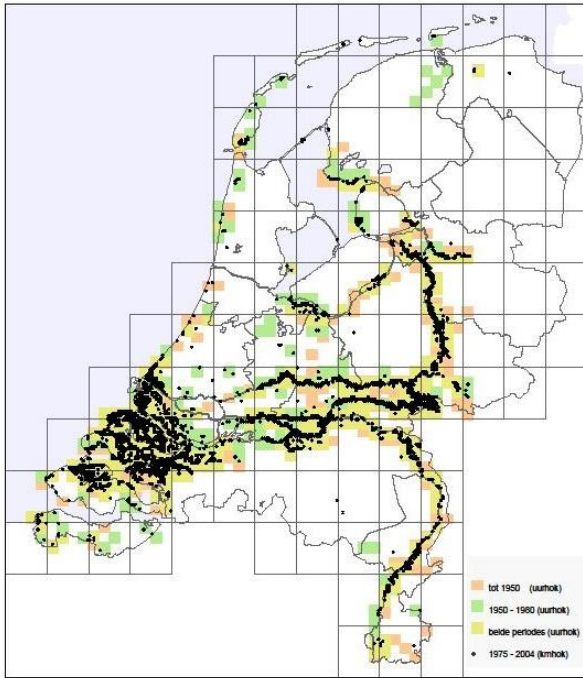 tot 1950 (uurhok)
1950 - 1980 (uurhok)
beide periodes (uurhok)
1975 - 2004 (kmhok)